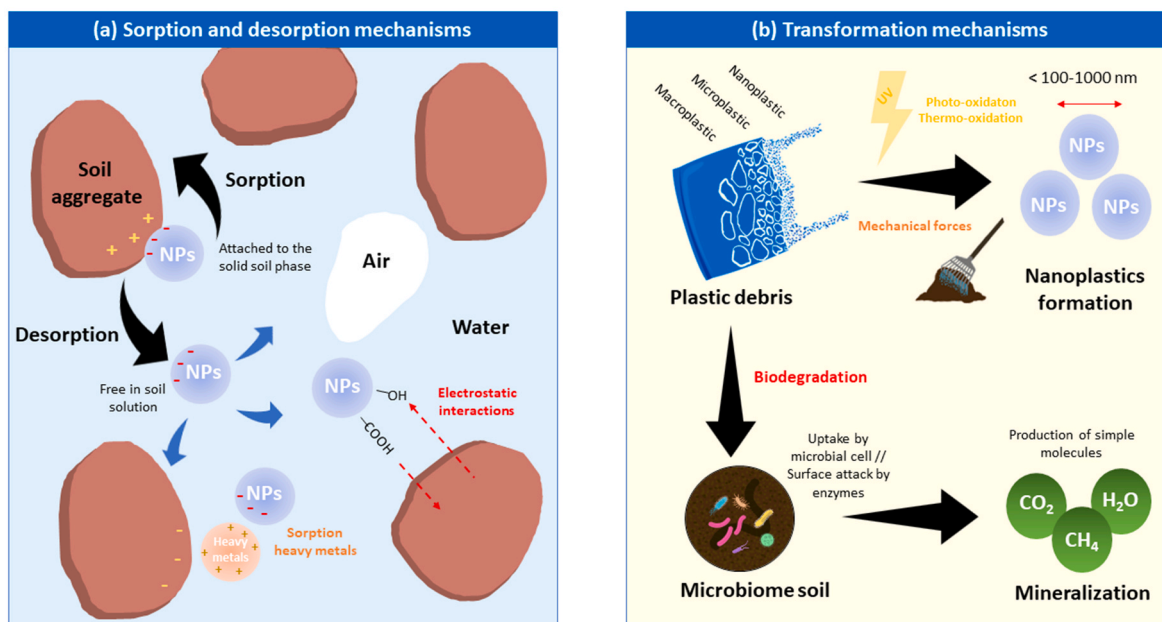 (a) Sorption and desorption mechanisms
Soil
aggregate
+ + + +
- - -
NPs
Sorption
Attached to the
solid soil phase
Air
Water
Desorption
- - -
NPs
Free in soil
solution
NPs
-OH
-COOH
Electrostatic
interactions
NPs
- - -
Heavy
metals
+ + + + + + + +
- - -
Sorption
heavy metals
(b) Transformation mechanisms
Nanoplastic
Microplastic
Macroplastic
UV
Photo-oxidaton
Thermo-oxidation
< 100-1000 nm
NPs
NPs
NPs
Mechanical forces
Plastic debris
Nanoplastics
formation
Biodegradation
Uptake by
microbial cell //
Surface attack by
enzymes
Production of simple
molecules
CO₂
H₂O
CH₄
Microbiome soil
Mineralization